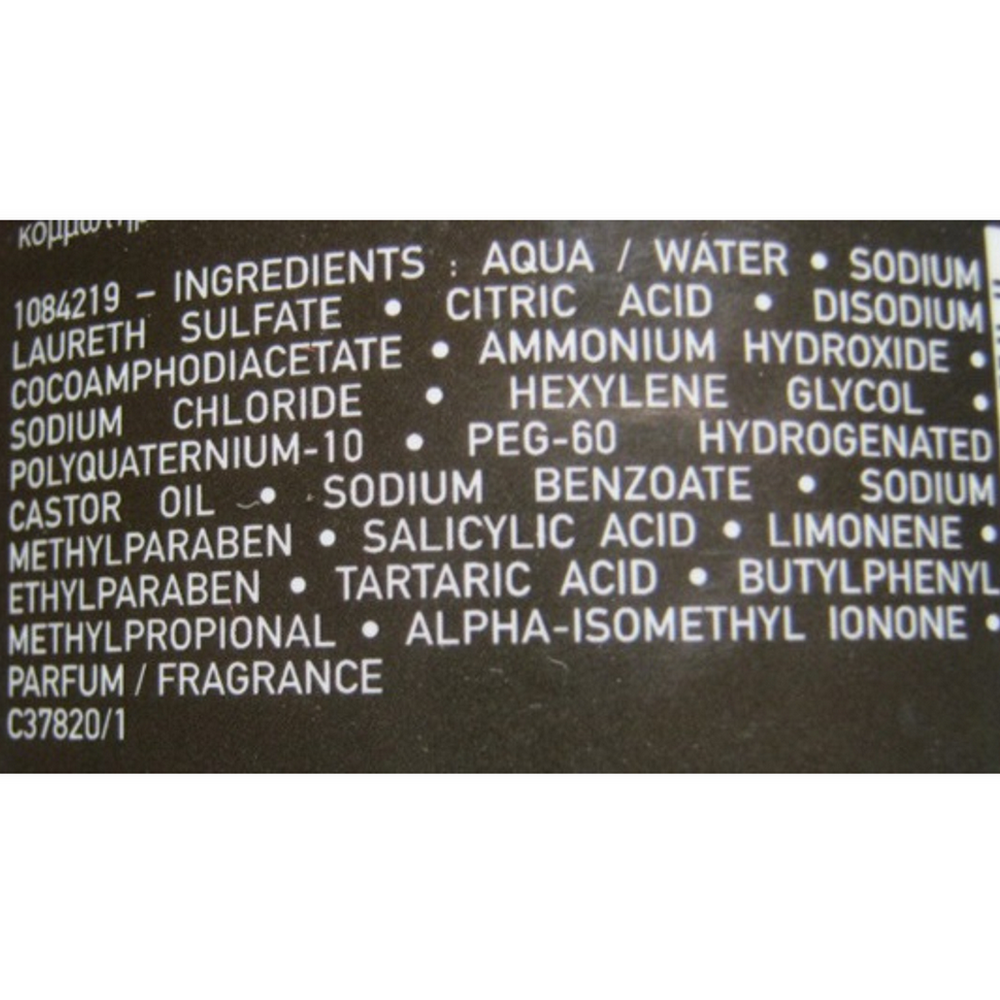 1084219 – INGREDIENTS : AQUA / WATER • SODIUM
LAURETH SULFATE • CITRIC ACID • DISODIUM
COCOAMPHODIACETATE • AMMONIUM HYDROXIDE •
SODIUM CHLORIDE • HEXYLENE GLYCOL •
POLYQUATERNIUM-10 • PEG-60 HYDROGENATED
CASTOR OIL • SODIUM BENZOATE • SODIUM
METHYLPARABEN • SALICYLIC ACID • LIMONENE •
ETHYLPARABEN • TARTARIC ACID • BUTYLPHENYL
METHYLPROPIONAL • ALPHA-ISOMETHYL IONONE •
PARFUM / FRAGRANCE
C37820/1